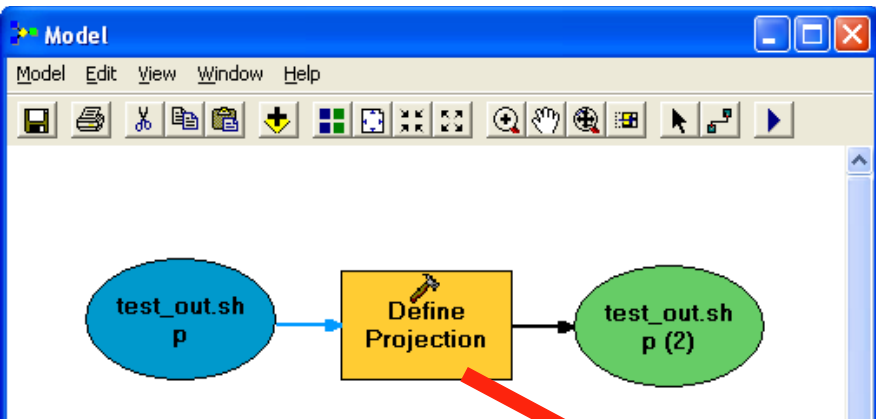 Model
Model Edit View Window Help
test_out.sh
p
Define
Projection
test_out.sh
p (2)